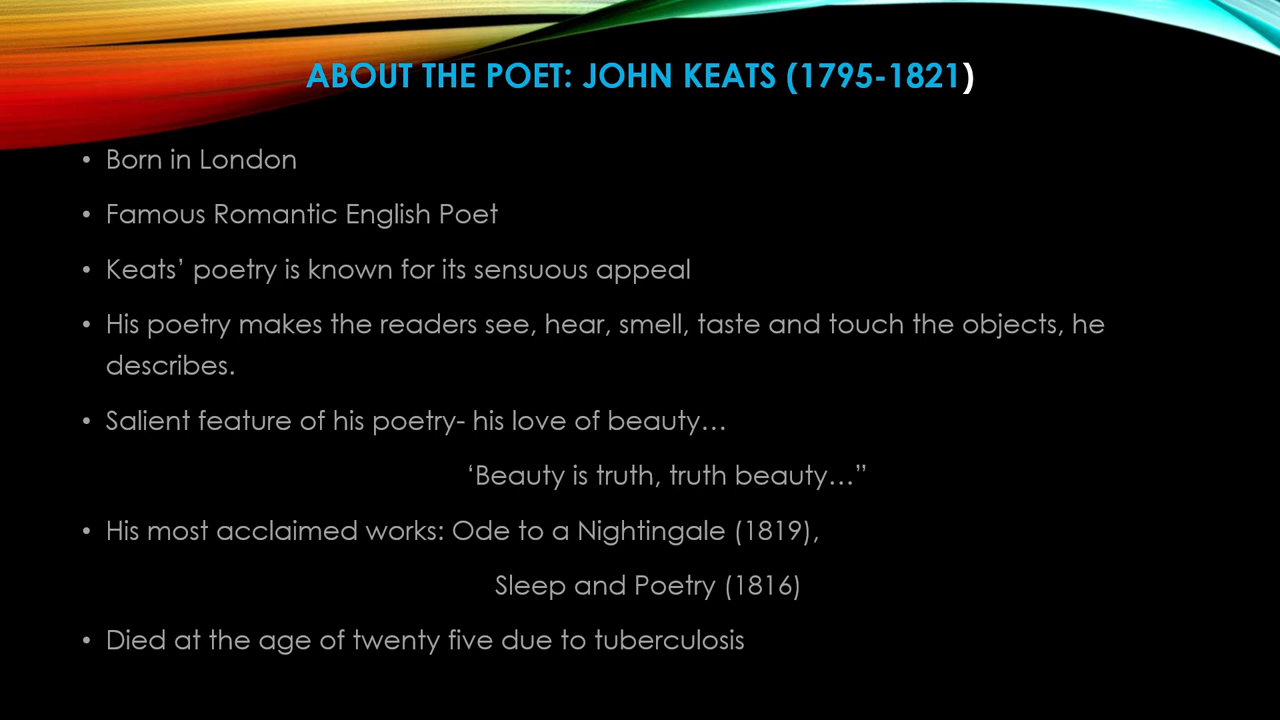 ABOUT THE POET: JOHN KEATS (1795-1821)
• Born in London
• Famous Romantic English Poet
• Keats’ poetry is known for its sensuous appeal
• His poetry makes the readers see, hear, smell, taste and touch the objects, he
describes.
• Salient feature of his poetry- his love of beauty…
‘Beauty is truth, truth beauty…”
• His most acclaimed works: Ode to a Nightingale (1819),
Sleep and Poetry (1816)
• Died at the age of twenty five due to tuberculosis